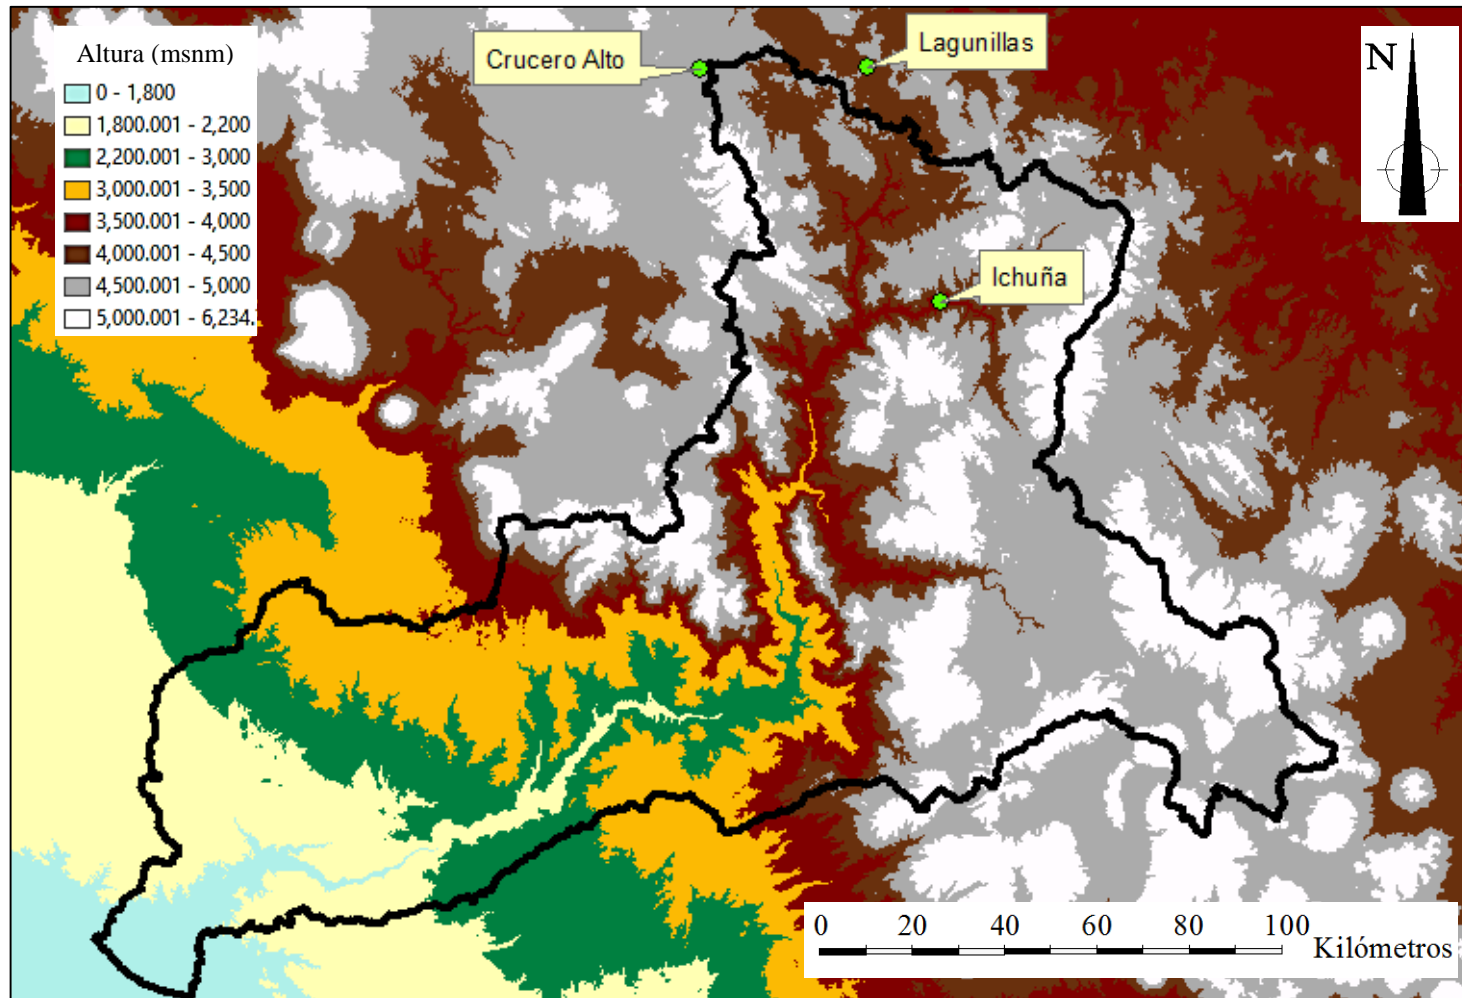 Altura (msnm)
0 - 1,800
1,800.001 - 2,200
2,200.001 - 3,000
3,000.001 - 3,500
3,500.001 - 4,000
4,000.001 - 4,500
4,500.001 - 5,000
5,000.001 - 6,234.
Crucero Alto
Lagunillas
N
Ichuña
0 20 40 60 80 100
Kilómetros